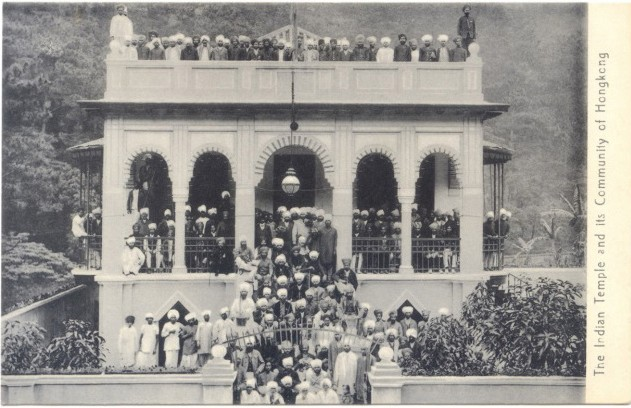 The Indian Temple and its Community of Hongkong